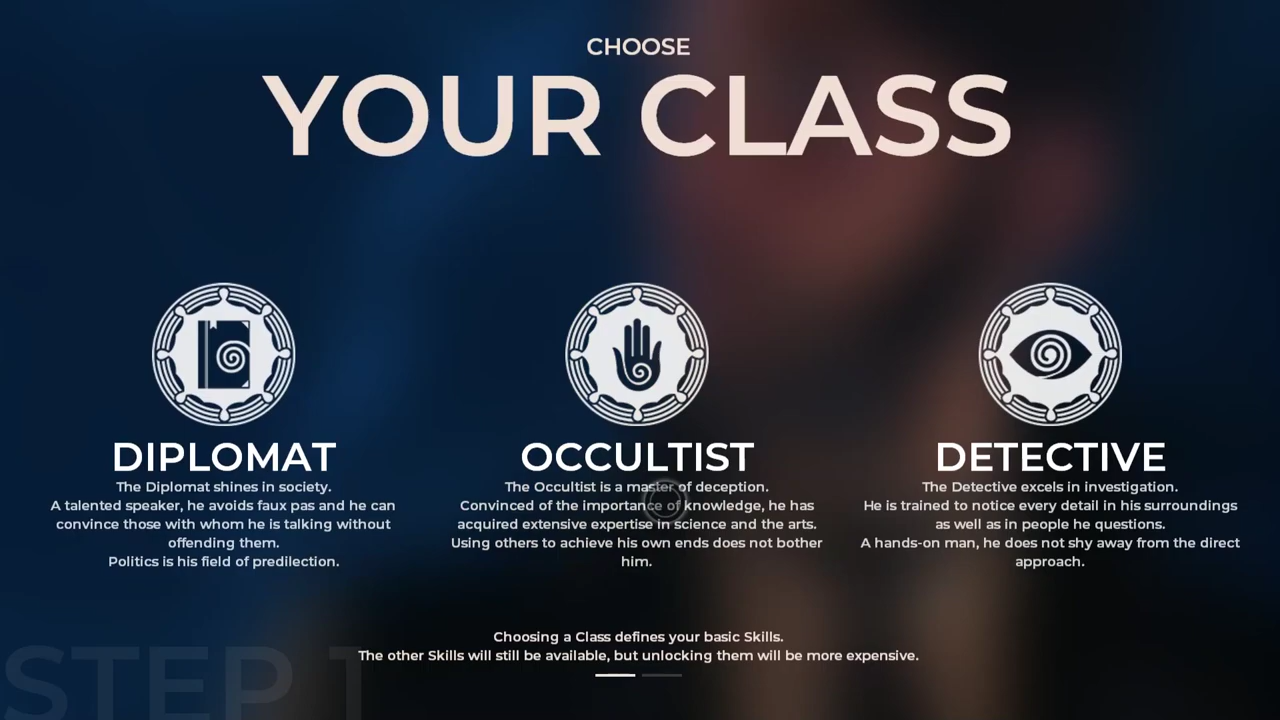 CHOOSE
YOUR CLASS
DIPLOMAT
The Diplomat shines in society.
A talented speaker, he avoids faux pas and he can
convince those with whom he is talking without
offending them.
Politics is his field of predilection.
OCCULTIST
The Occultist is a master of deception.
Convinced of the importance of knowledge, he has
acquired extensive expertise in science and the arts.
Using others to achieve his own ends does not bother
him.
DETECTIVE
The Detective excels in investigation.
He is trained to notice every detail in his surroundings
as well as in people he questions.
A hands-on man, he does not shy away from the direct
approach.
Choosing a Class defines your basic Skills.
The other Skills will still be available, but unlocking them will be more expensive.
STEP 1